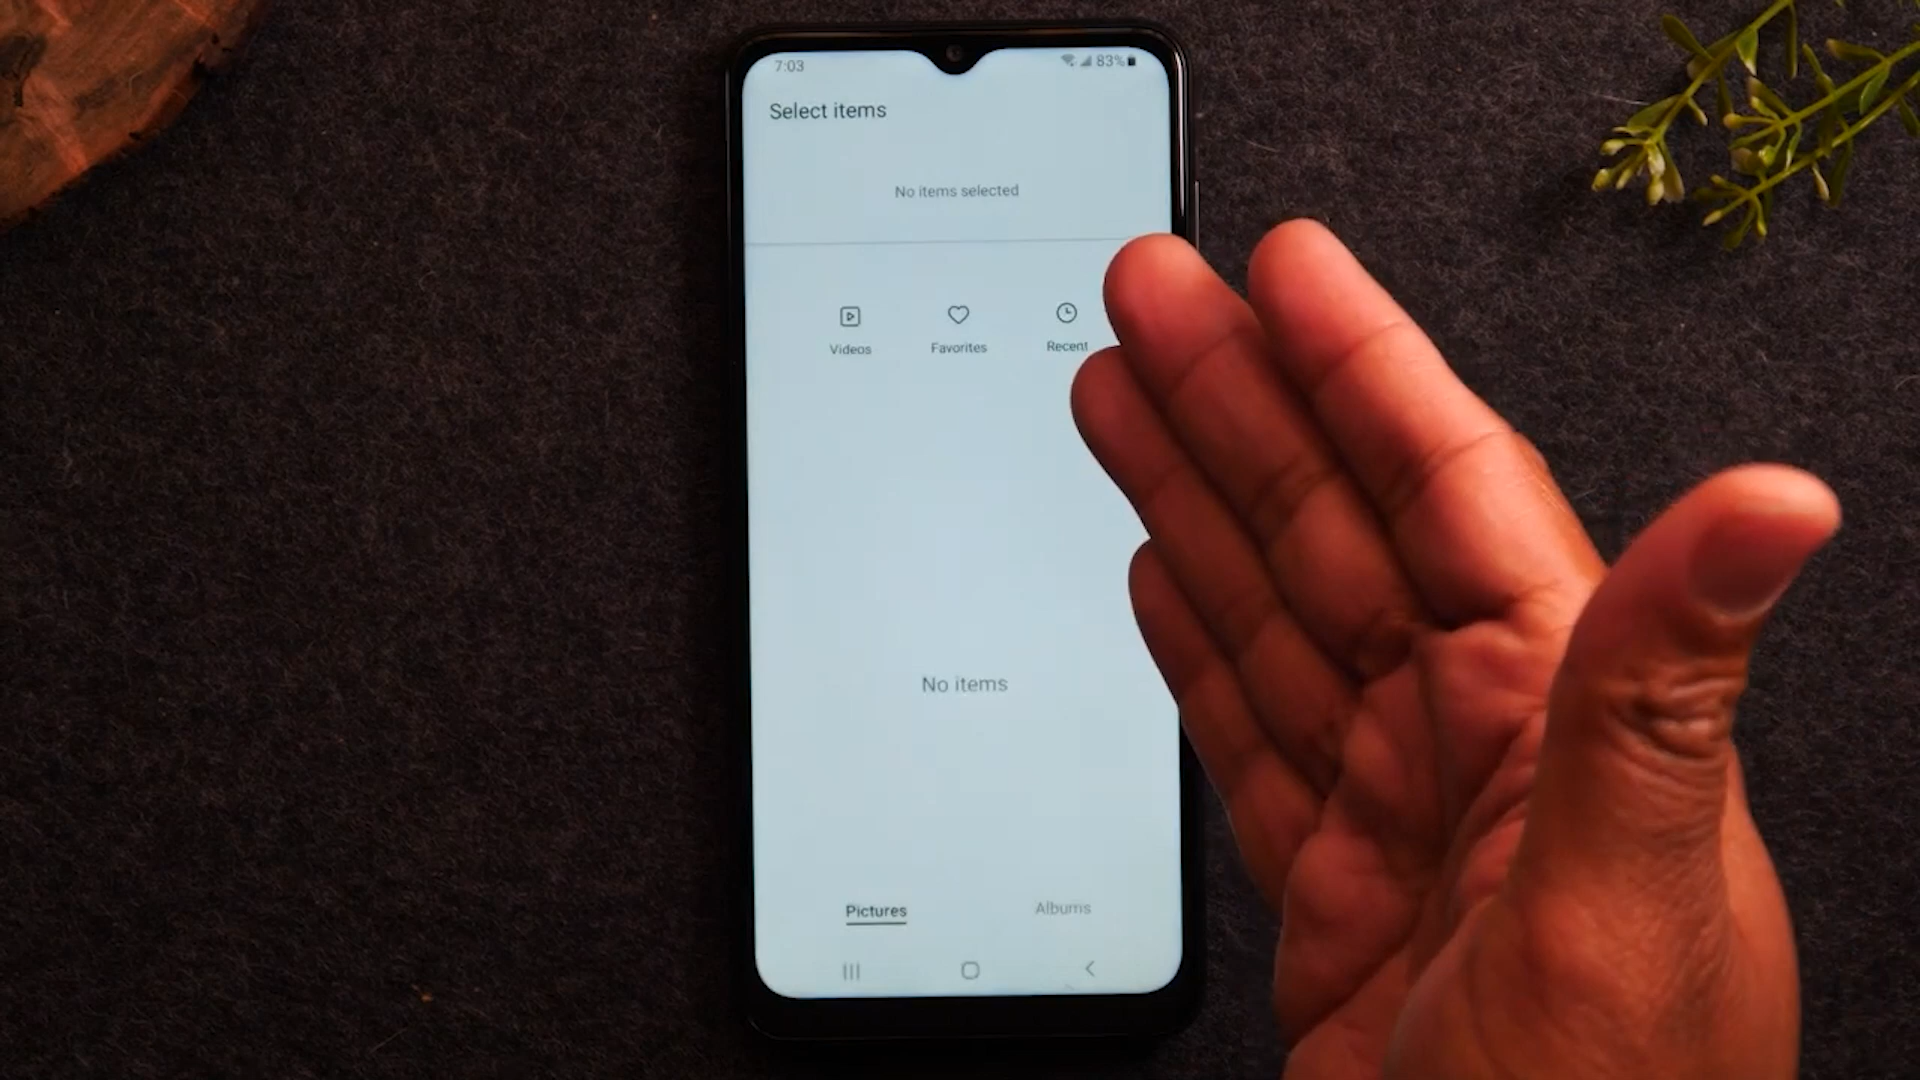 7:03
83%
Select items
No items selected
Videos
Favorites
Recent
No items
Pictures
Albums